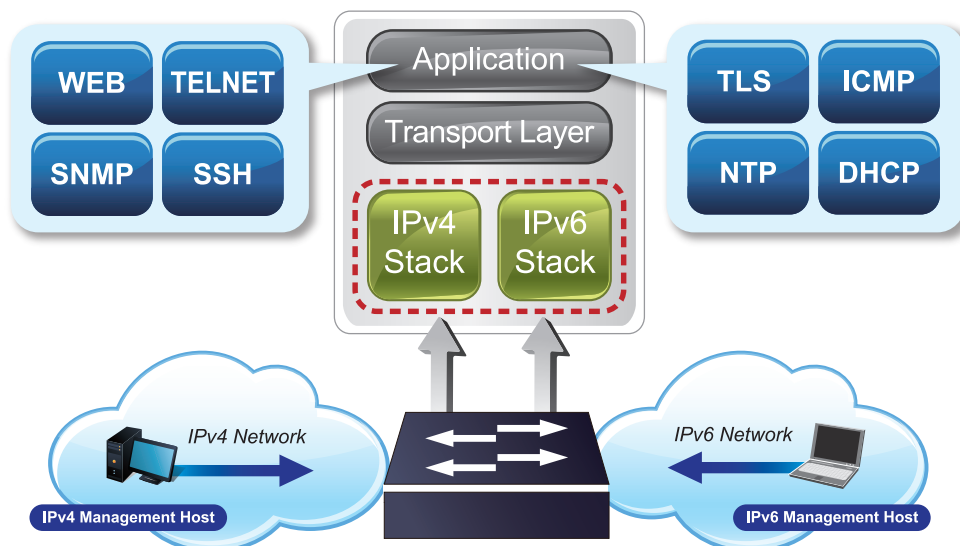 WEB
TELNET
SNMP
SSH
Application
Transport Layer
IPv4
Stack
IPv6
Stack
TLS
ICMP
NTP
DHCP
IPv4 Network
IPv4 Management Host
IPv6 Network
IPv6 Management Host